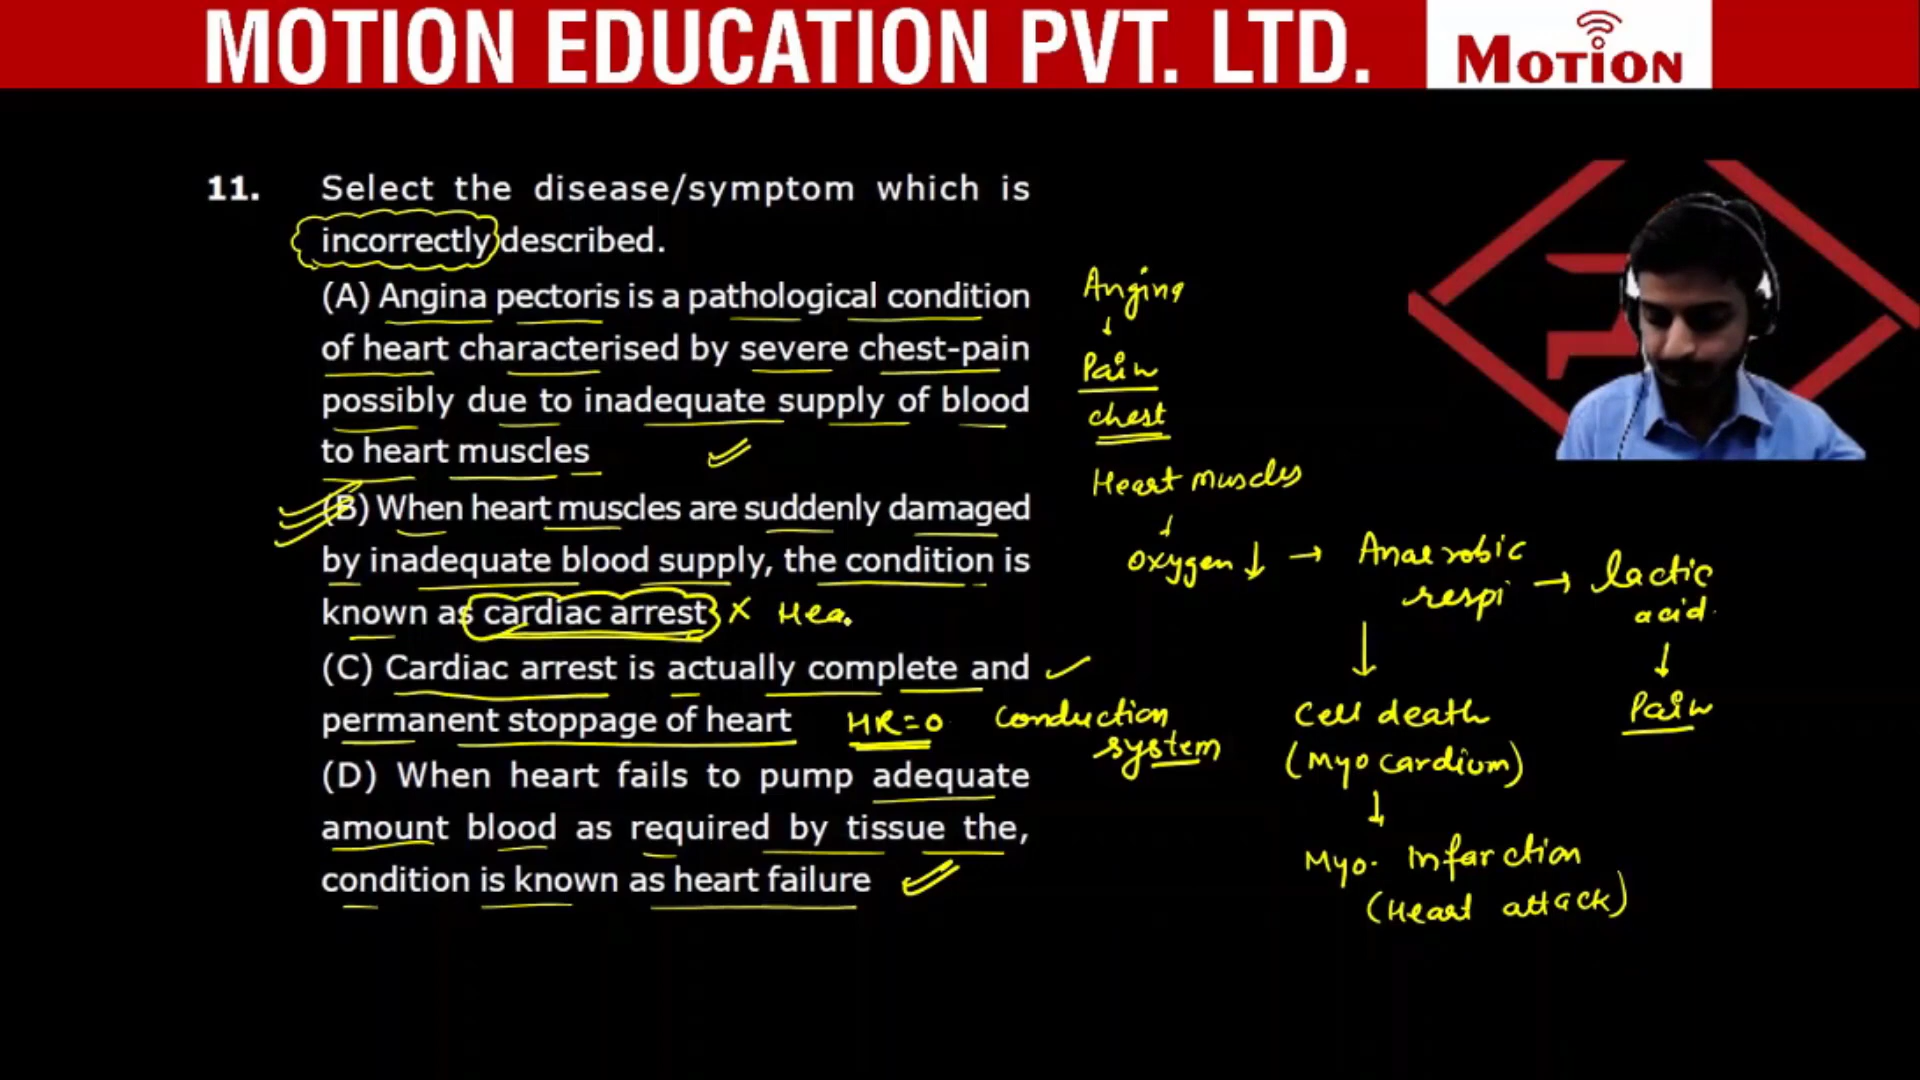 MOTION EDUCATION PVT. LTD.
MOTION
11. Select the disease/symptom which is
incorrectly described.
(A) Angina pectoris is a pathological condition
of heart characterised by severe chest-pain
possibly due to inadequate supply of blood
to heart muscles
(B) When heart muscles are suddenly damaged
by inadequate blood supply, the condition is
known as cardiac arrest x Hea.
(C) Cardiac arrest is actually complete and
permanent stoppage of heart HR=0
(D) When heart fails to pump adequate
amount blood as required by tissue the,
condition is known as heart failure
Angina
↓
Pain
chest
Heart muscles
↓
oxygen ↓ → Anaerobic
respi → lactic
acid.
↓
Pain
↓
Cell death
(Myocardium)
↓
Myo. Infarction
(Heart attack)
Conduction
system